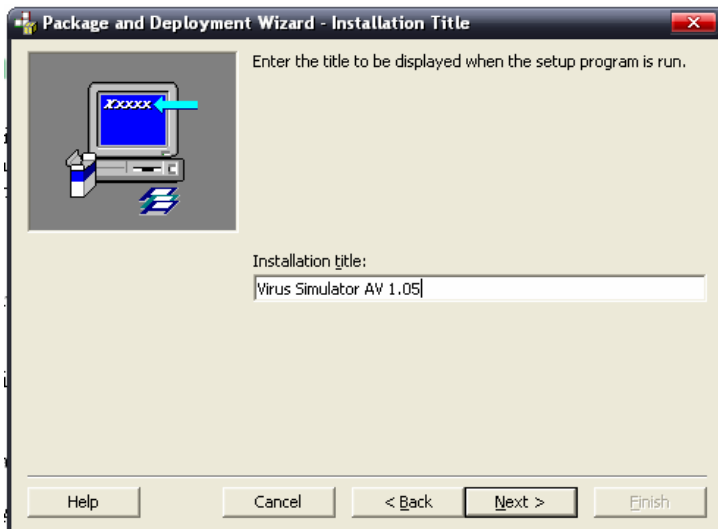 Package and Deployment Wizard - Installation Title
Enter the title to be displayed when the setup program is run.
Xxxxx
Installation title:
Virus Simulator AV 1.05
Help
Cancel
< Back
Next >
Finish